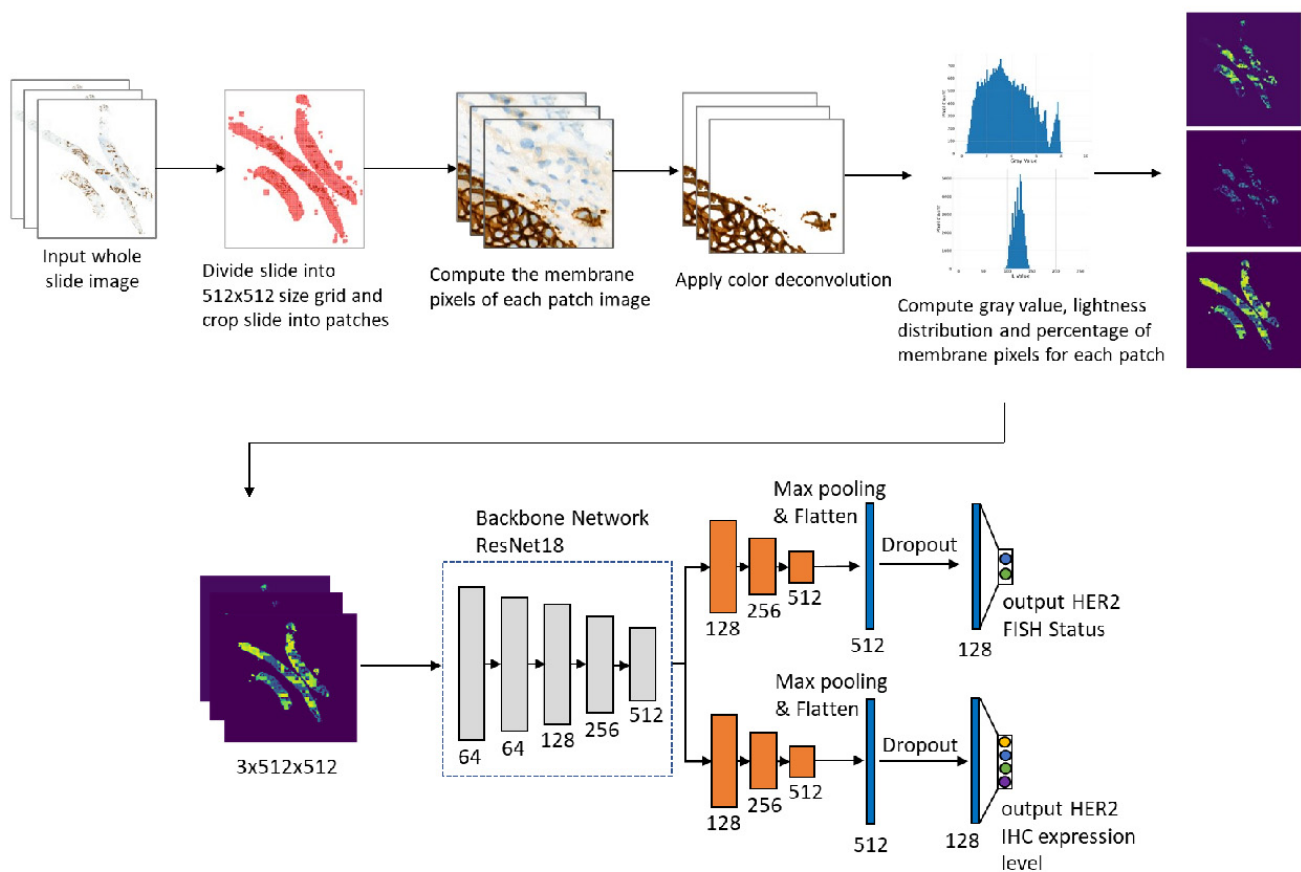 Input whole
slide image
Divide slide into
512x512 size grid and
crop slide into patches
Compute the membrane
pixels of each patch image
Apply color deconvolution
Gray Value
Compute gray value, lightness
distribution and percentage of
membrane pixels for each patch
3x512x512
Backbone Network
ResNet18
64
64
128
256
512
128
256
512
Max pooling
& Flatten
512
Dropout
128
output HER2
FISH Status
128
256
512
Max pooling
& Flatten
512
Dropout
128
output HER2
IHC expression
level